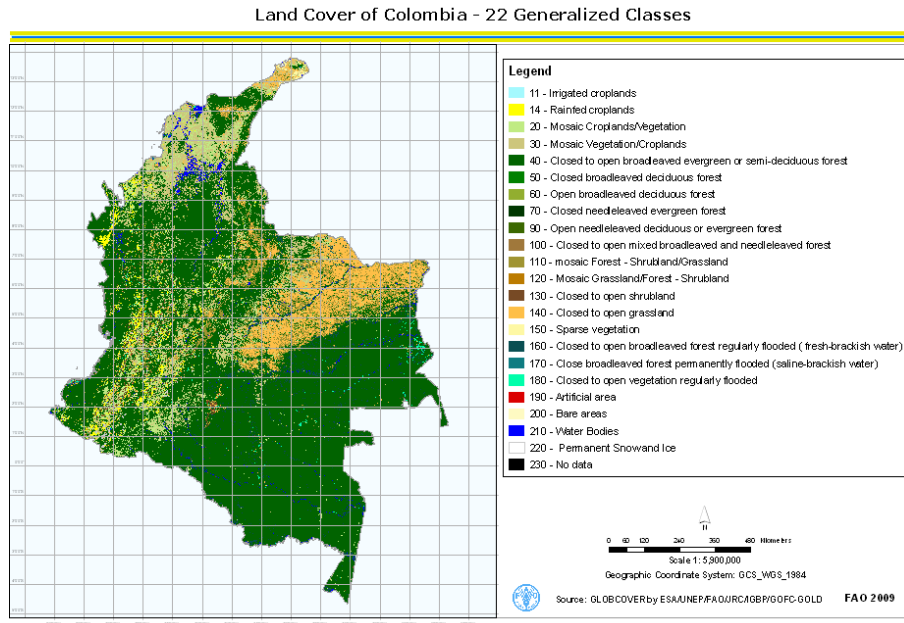 Land Cover of Colombia - 22 Generalized Classes
Legend
11 - Irrigated croplands
14 - Rainfed croplands
20 - Mosaic Croplands/Vegetation
30 - Mosaic Vegetation/Croplands
40 - Closed to open broadleaved evergreen or semi-deciduous forest
50 - Closed broadleaved deciduous forest
60 - Open broadleaved deciduous forest
70 - Closed needleleaved evergreen forest
90 - Open needleleaved deciduous or evergreen forest
100 - Closed to open mixed broadleaved and needleleaved forest
110 - mosaic Forest - Shrubland/Grassland
120 - Mosaic Grassland/Forest - Shrubland
130 - Closed to open shrubland
140 - Closed to open grassland
150 - Sparse vegetation
160 - Closed to open broadleaved forest regularly flooded ( fresh-brackish water)
170 - Close broadleaved forest permanently flooded (saline-brackish water)
180 - Closed to open vegetation regularly flooded
190 - Artificial area
200 - Bare areas
210 - Water Bodies
220 - Permanent Snowand Ice
230 - No data
N
0 60 120 240 360 480 Kilometers
Scale 1: 5,900,000
Geographic Coordinate System: GCS_WGS_1984
Source: GLOBCOVER by ESA/UNEP/FAO/JRC/IGBP/GOFC-GOLD FAO 2009